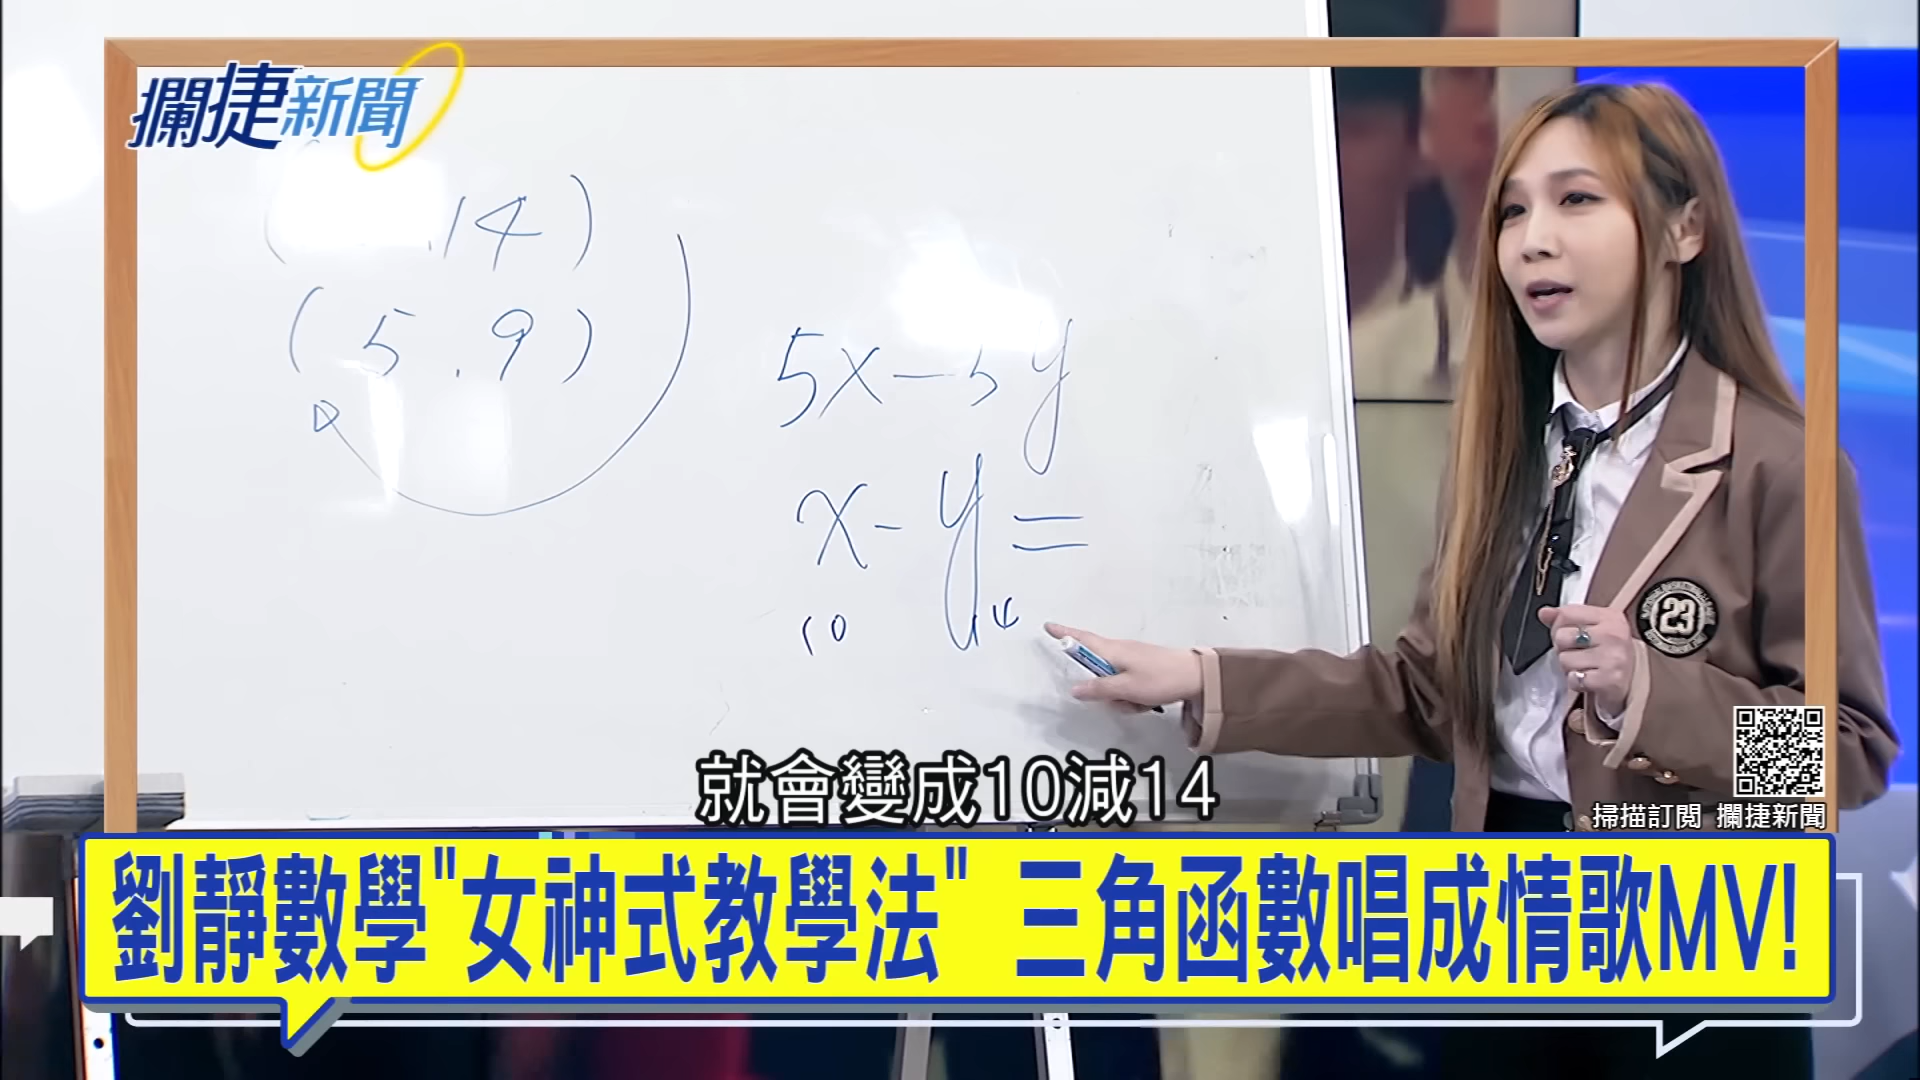 攔捷新聞
.14)
(5.9)
5x-5y
x-y=
10 14
23
就會變成10減14
掃描訂閱 攔捷新聞
劉靜數學"女神式教學法" 三角函數唱成情歌MV!